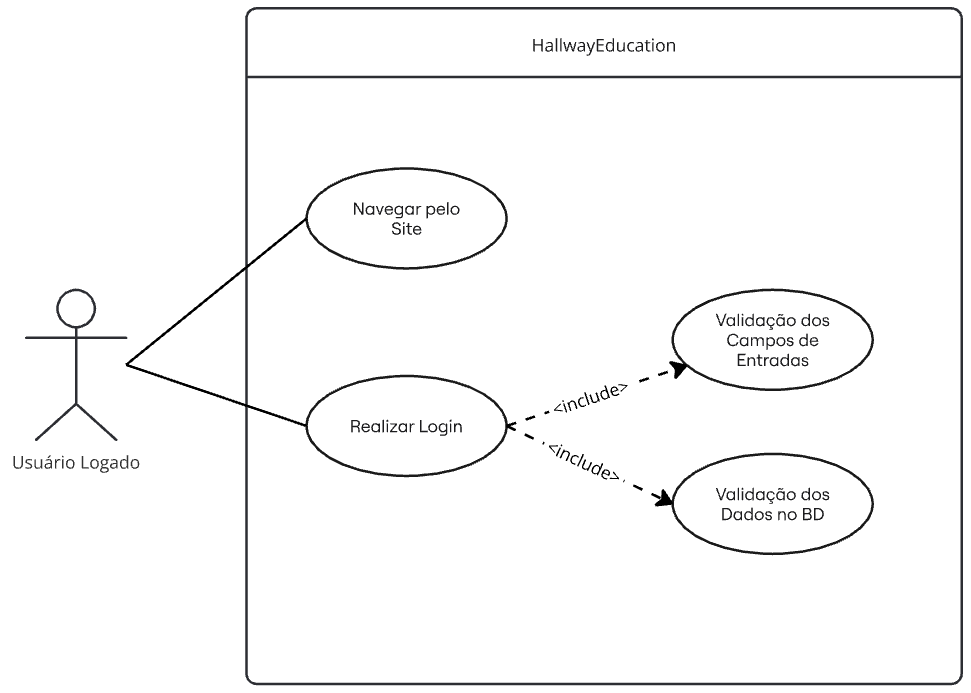 HallwayEducation
Navegar pelo
Site
Validação dos
Campos de
Entradas
<include>
Realizar Login
<include>
Usuário Logado
Validação dos
Dados no BD